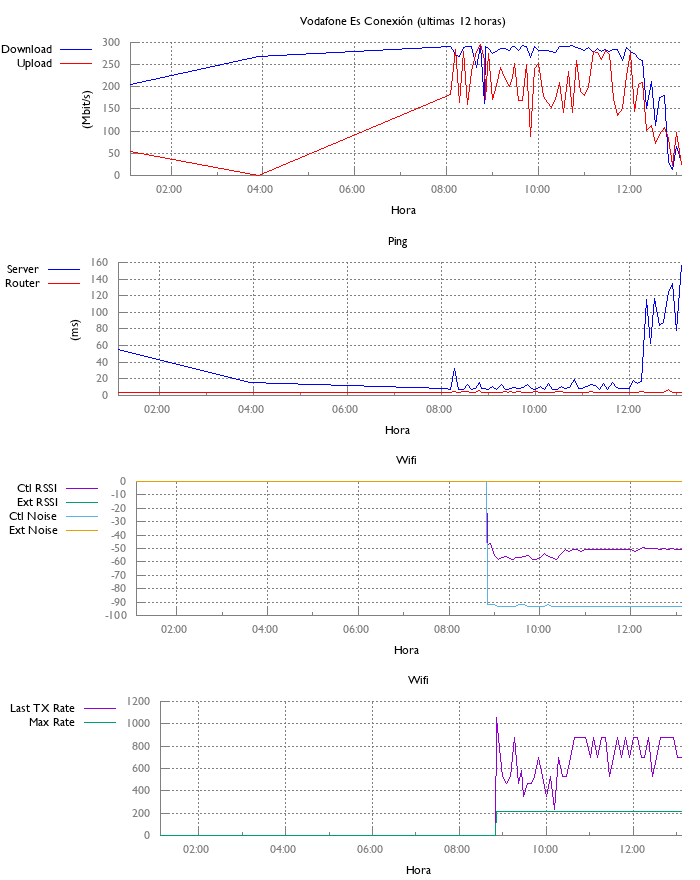 Vodafone Es Conexión (ultimas 12 horas)
Download
Upload
300
250
200
150
100
50
0
(Mbit/s)
02:00 04:00 06:00 08:00 10:00 12:00
Hora
Ping
Server
Router
160
140
120
100
80
60
40
20
0
(ms)
02:00 04:00 06:00 08:00 10:00 12:00
Hora
Wifi
Ctl RSSI
Ext RSSI
Ctl Noise
Ext Noise
0
-10
-20
-30
-40
-50
-60
-70
-80
-90
-100
02:00 04:00 06:00 08:00 10:00 12:00
Hora
Wifi
Last TX Rate
Max Rate
1200
1000
800
600
400
200
0
02:00 04:00 06:00 08:00 10:00 12:00
Hora